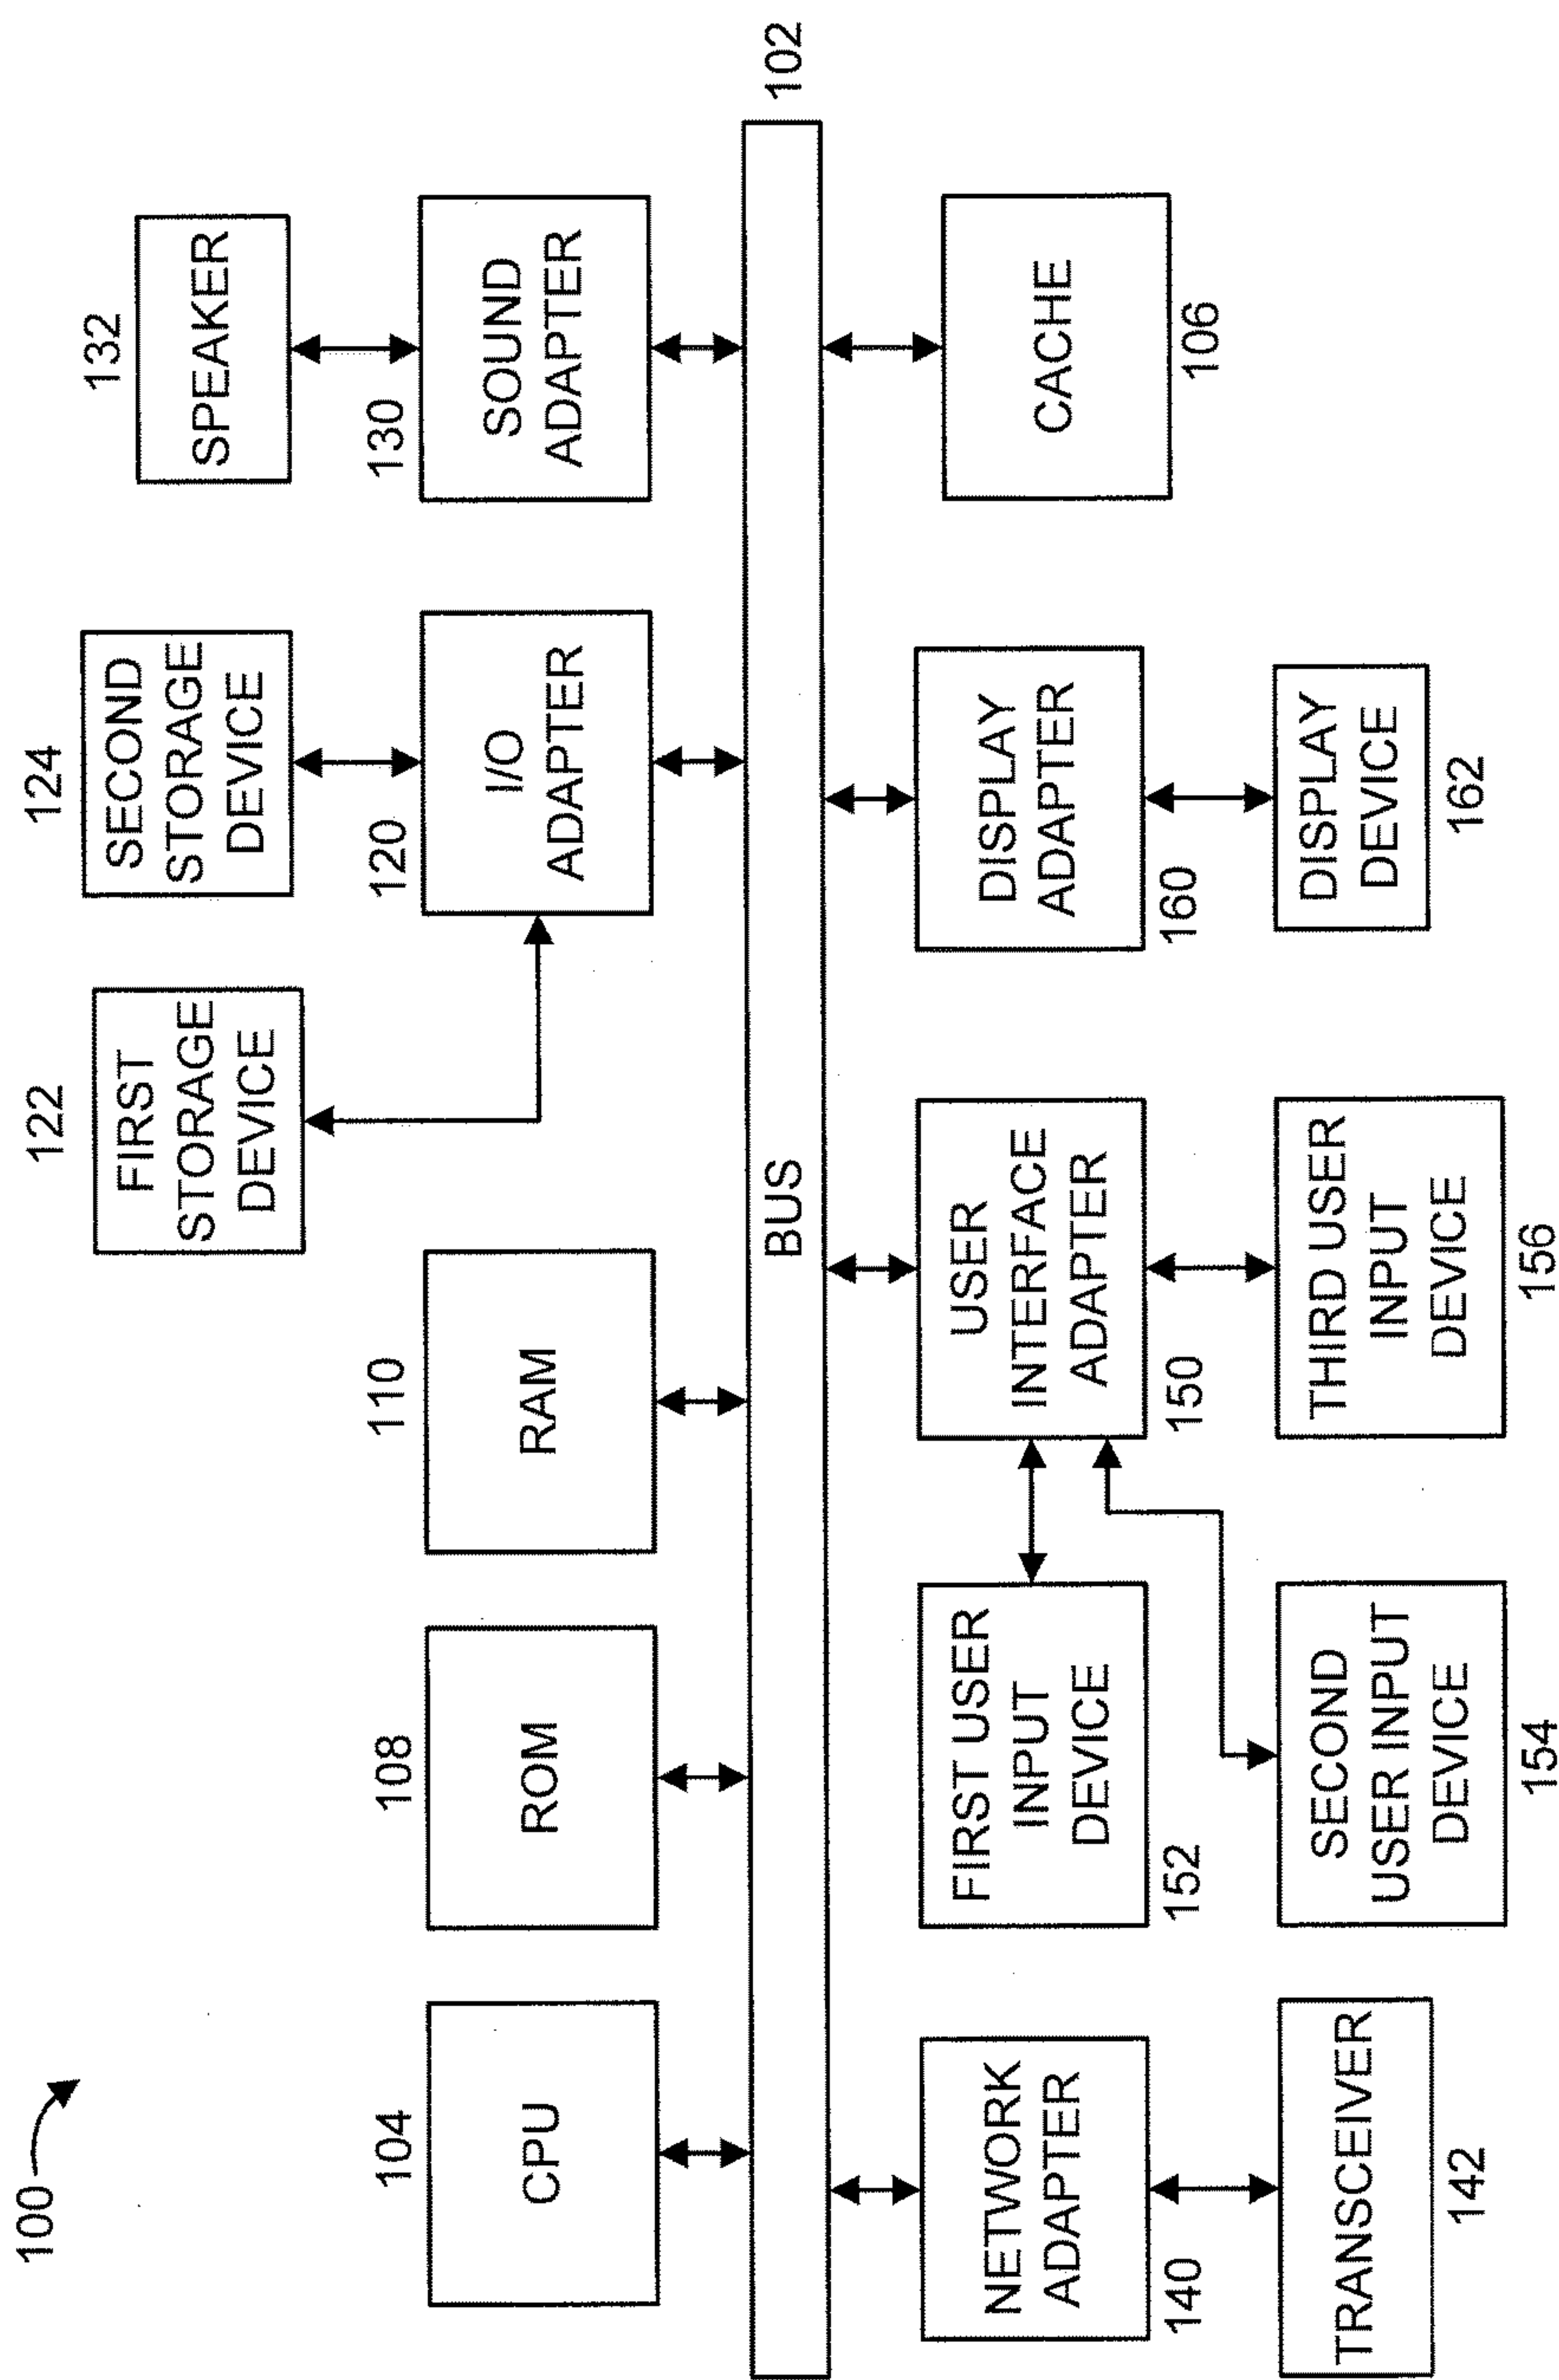 100
122
FIRST
STORAGE
DEVICE
124
SECOND
STORAGE
DEVICE
132
SPEAKER
104
CPU
108
ROM
110
RAM
120
I/O
ADAPTER
130
SOUND
ADAPTER
BUS
102
NETWORK
ADAPTER
140
FIRST USER
INPUT
DEVICE
152
USER
INTERFACE
ADAPTER
150
DISPLAY
ADAPTER
160
CACHE
106
TRANSCEIVER
142
SECOND
USER INPUT
DEVICE
154
THIRD USER
INPUT
DEVICE
156
DISPLAY
DEVICE
162